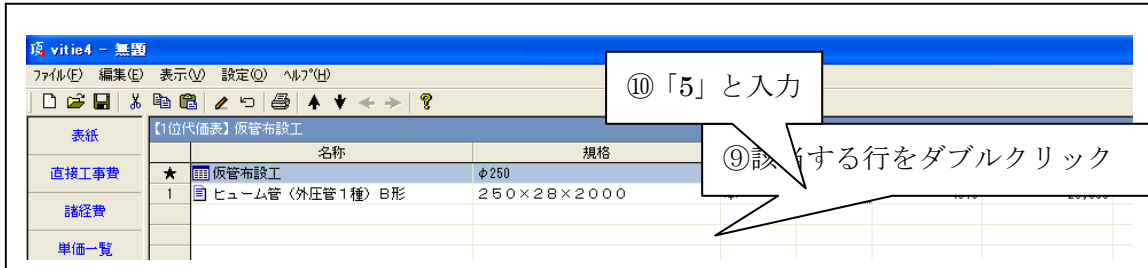 頂 vitie4 - 無題
ﾌｧｲﾙ(F) 編集(E) 表示(V) 設定(O) ﾍﾙﾌﾟ(H)
⑩「5」と入力
表紙
【1位代価表】仮管布設工
名称 規格
⑨該当する行をダブルクリック
直接工事費
★ 仮管布設工 φ250
1 ヒューム管（外圧管1種）B形 250×28×2000
諸経費
単価一覧